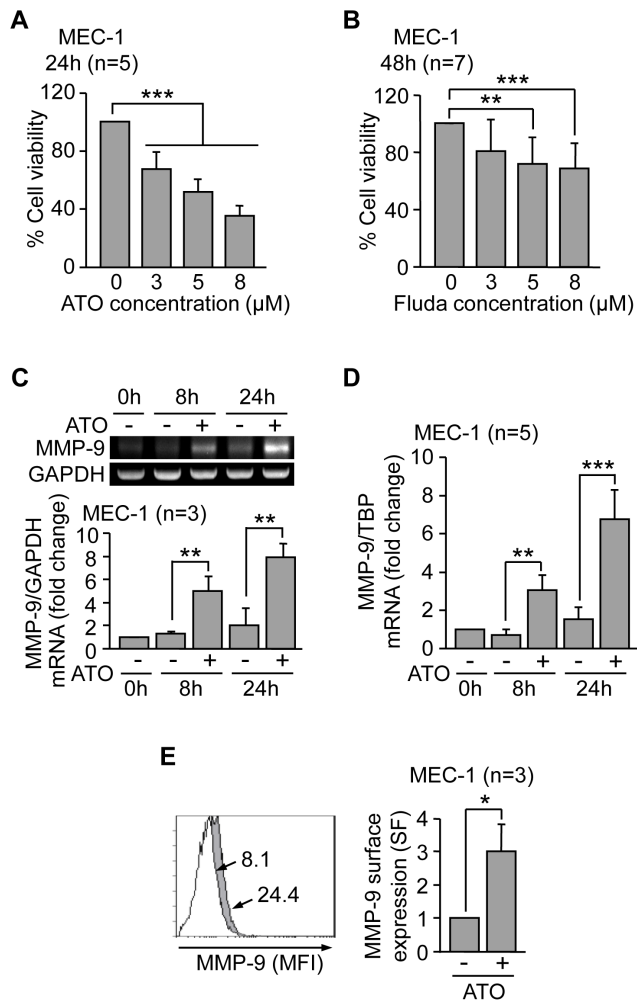 A
MEC-1
24h (n=5)
% Cell viability
120
80
40
0
***
0 3 5 8
ATO concentration (µM)
B
MEC-1
48h (n=7)
% Cell viability
120
80
40
0
***
**
0 3 5 8
Fluda concentration (µM)
C
0h 8h 24h
ATO - - + - +
MMP-9
GAPDH
MEC-1 (n=3)
MMP-9/GAPDH
mRNA (fold change)
10
8
6
4
2
0
**
**
ATO - + - +
0h 8h 24h
D
MEC-1 (n=5)
MMP-9/TBP
mRNA (fold change)
10
8
6
4
2
0
**
***
ATO - + - +
0h 8h 24h
E
8.1
24.4
MMP-9 (MFI)
MEC-1 (n=3)
MMP-9 surface
expression (SF)
4
3
2
1
0
*
- +
ATO